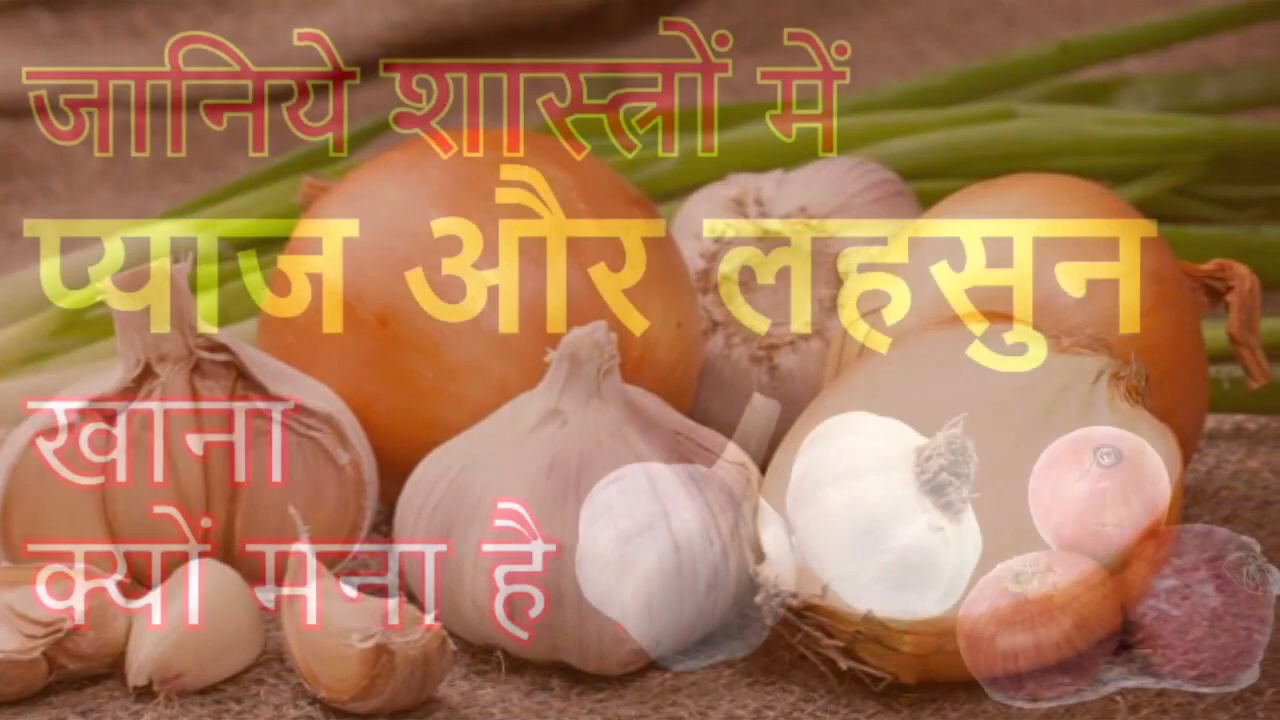 जानिये शास्त्रों में
प्याज और लहसुन
खाना
क्यों मना है